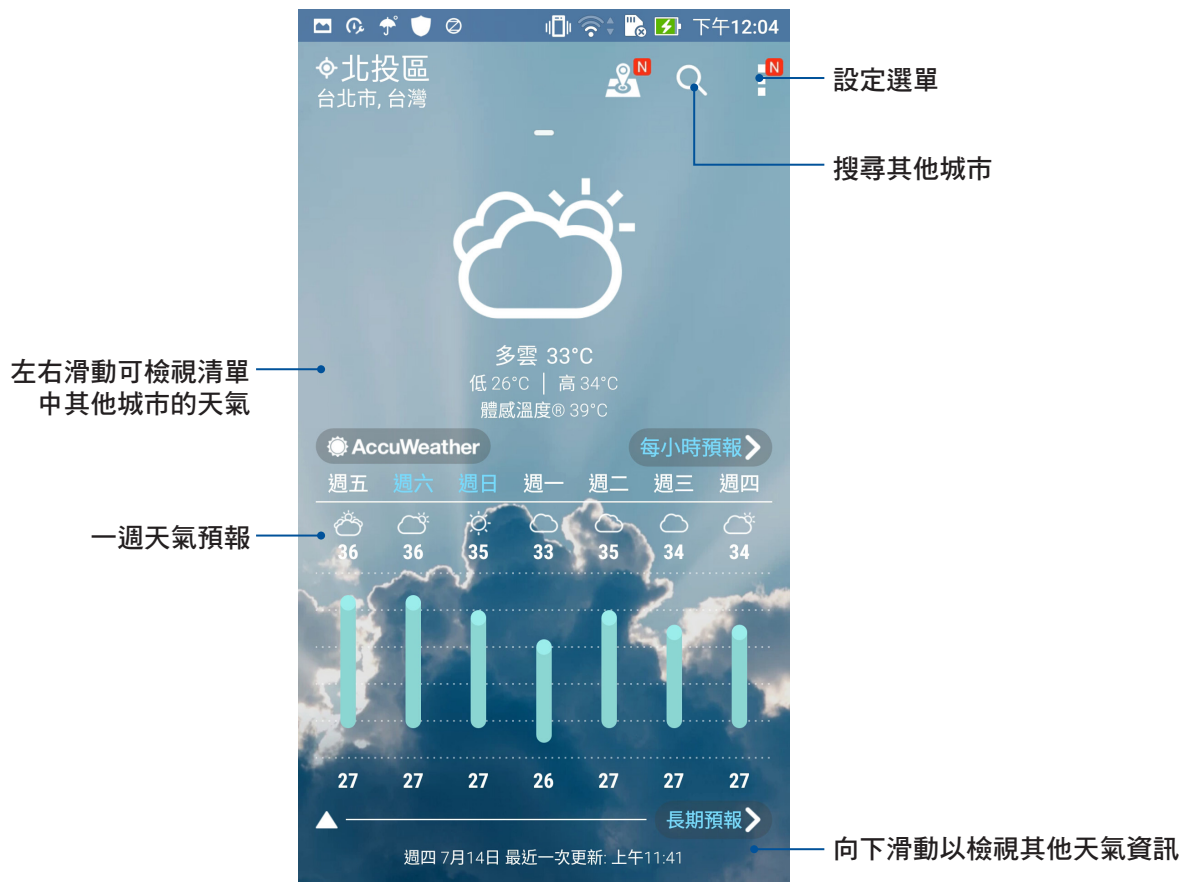 下午12:04
北投區
N
N
台北市, 台灣
設定選單
搜尋其他城市
多雲 33°C
低 26°C | 高 34°C
體感溫度® 39°C
左右滑動可檢視清單
中其他城市的天氣
AccuWeather
每小時預報
週五 週六 週日 週一 週二 週三 週四
一週天氣預報
36 36 35 33 35 34 34
27 27 27 26 27 27 27
長期預報
週四 7月14日 最近一次更新: 上午11:41
向下滑動以檢視其他天氣資訊